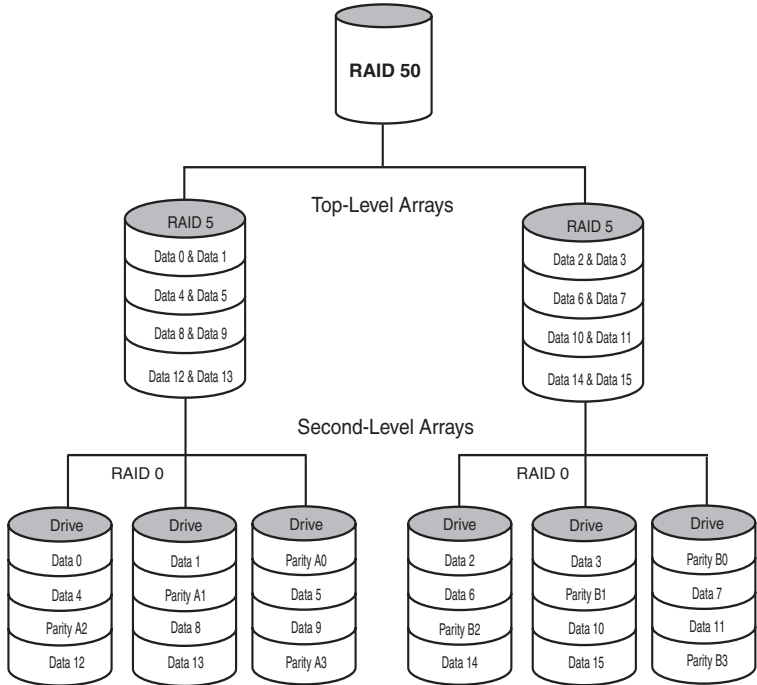 RAID 50
Top-Level Arrays
RAID 5
Data 0 & Data 1
Data 4 & Data 5
Data 8 & Data 9
Data 12 & Data 13
RAID 5
Data 2 & Data 3
Data 6 & Data 7
Data 10 & Data 11
Data 14 & Data 15
Second-Level Arrays
RAID 0
Drive
Data 0
Data 4
Parity A2
Data 12
Drive
Data 1
Parity A1
Data 8
Data 13
Drive
Parity A0
Data 5
Data 9
Parity A3
RAID 0
Drive
Data 2
Data 6
Parity B2
Data 14
Drive
Data 3
Parity B1
Data 10
Data 15
Drive
Parity B0
Data 7
Data 11
Parity B3